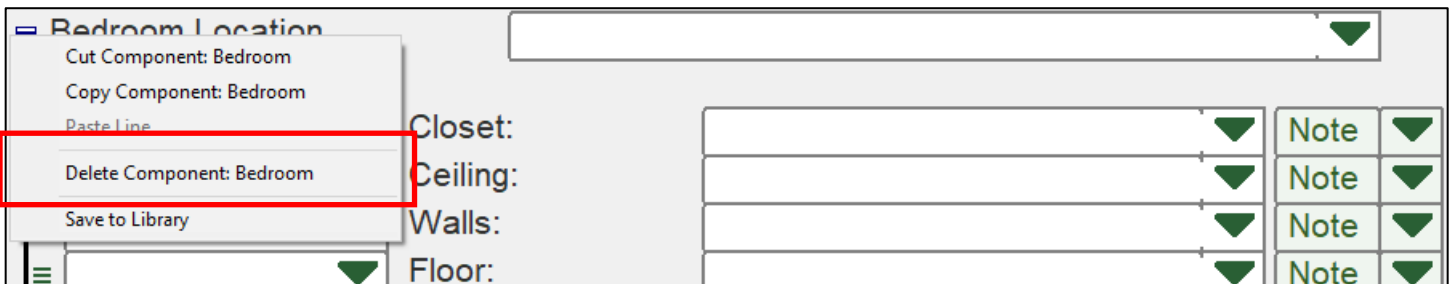 Bedroom Location
Cut Component: Bedroom
Copy Component: Bedroom
Paste Line
Closet:
Note
Delete Component: Bedroom
Ceiling:
Note
Save to Library
Walls:
Note
Floor:
Note